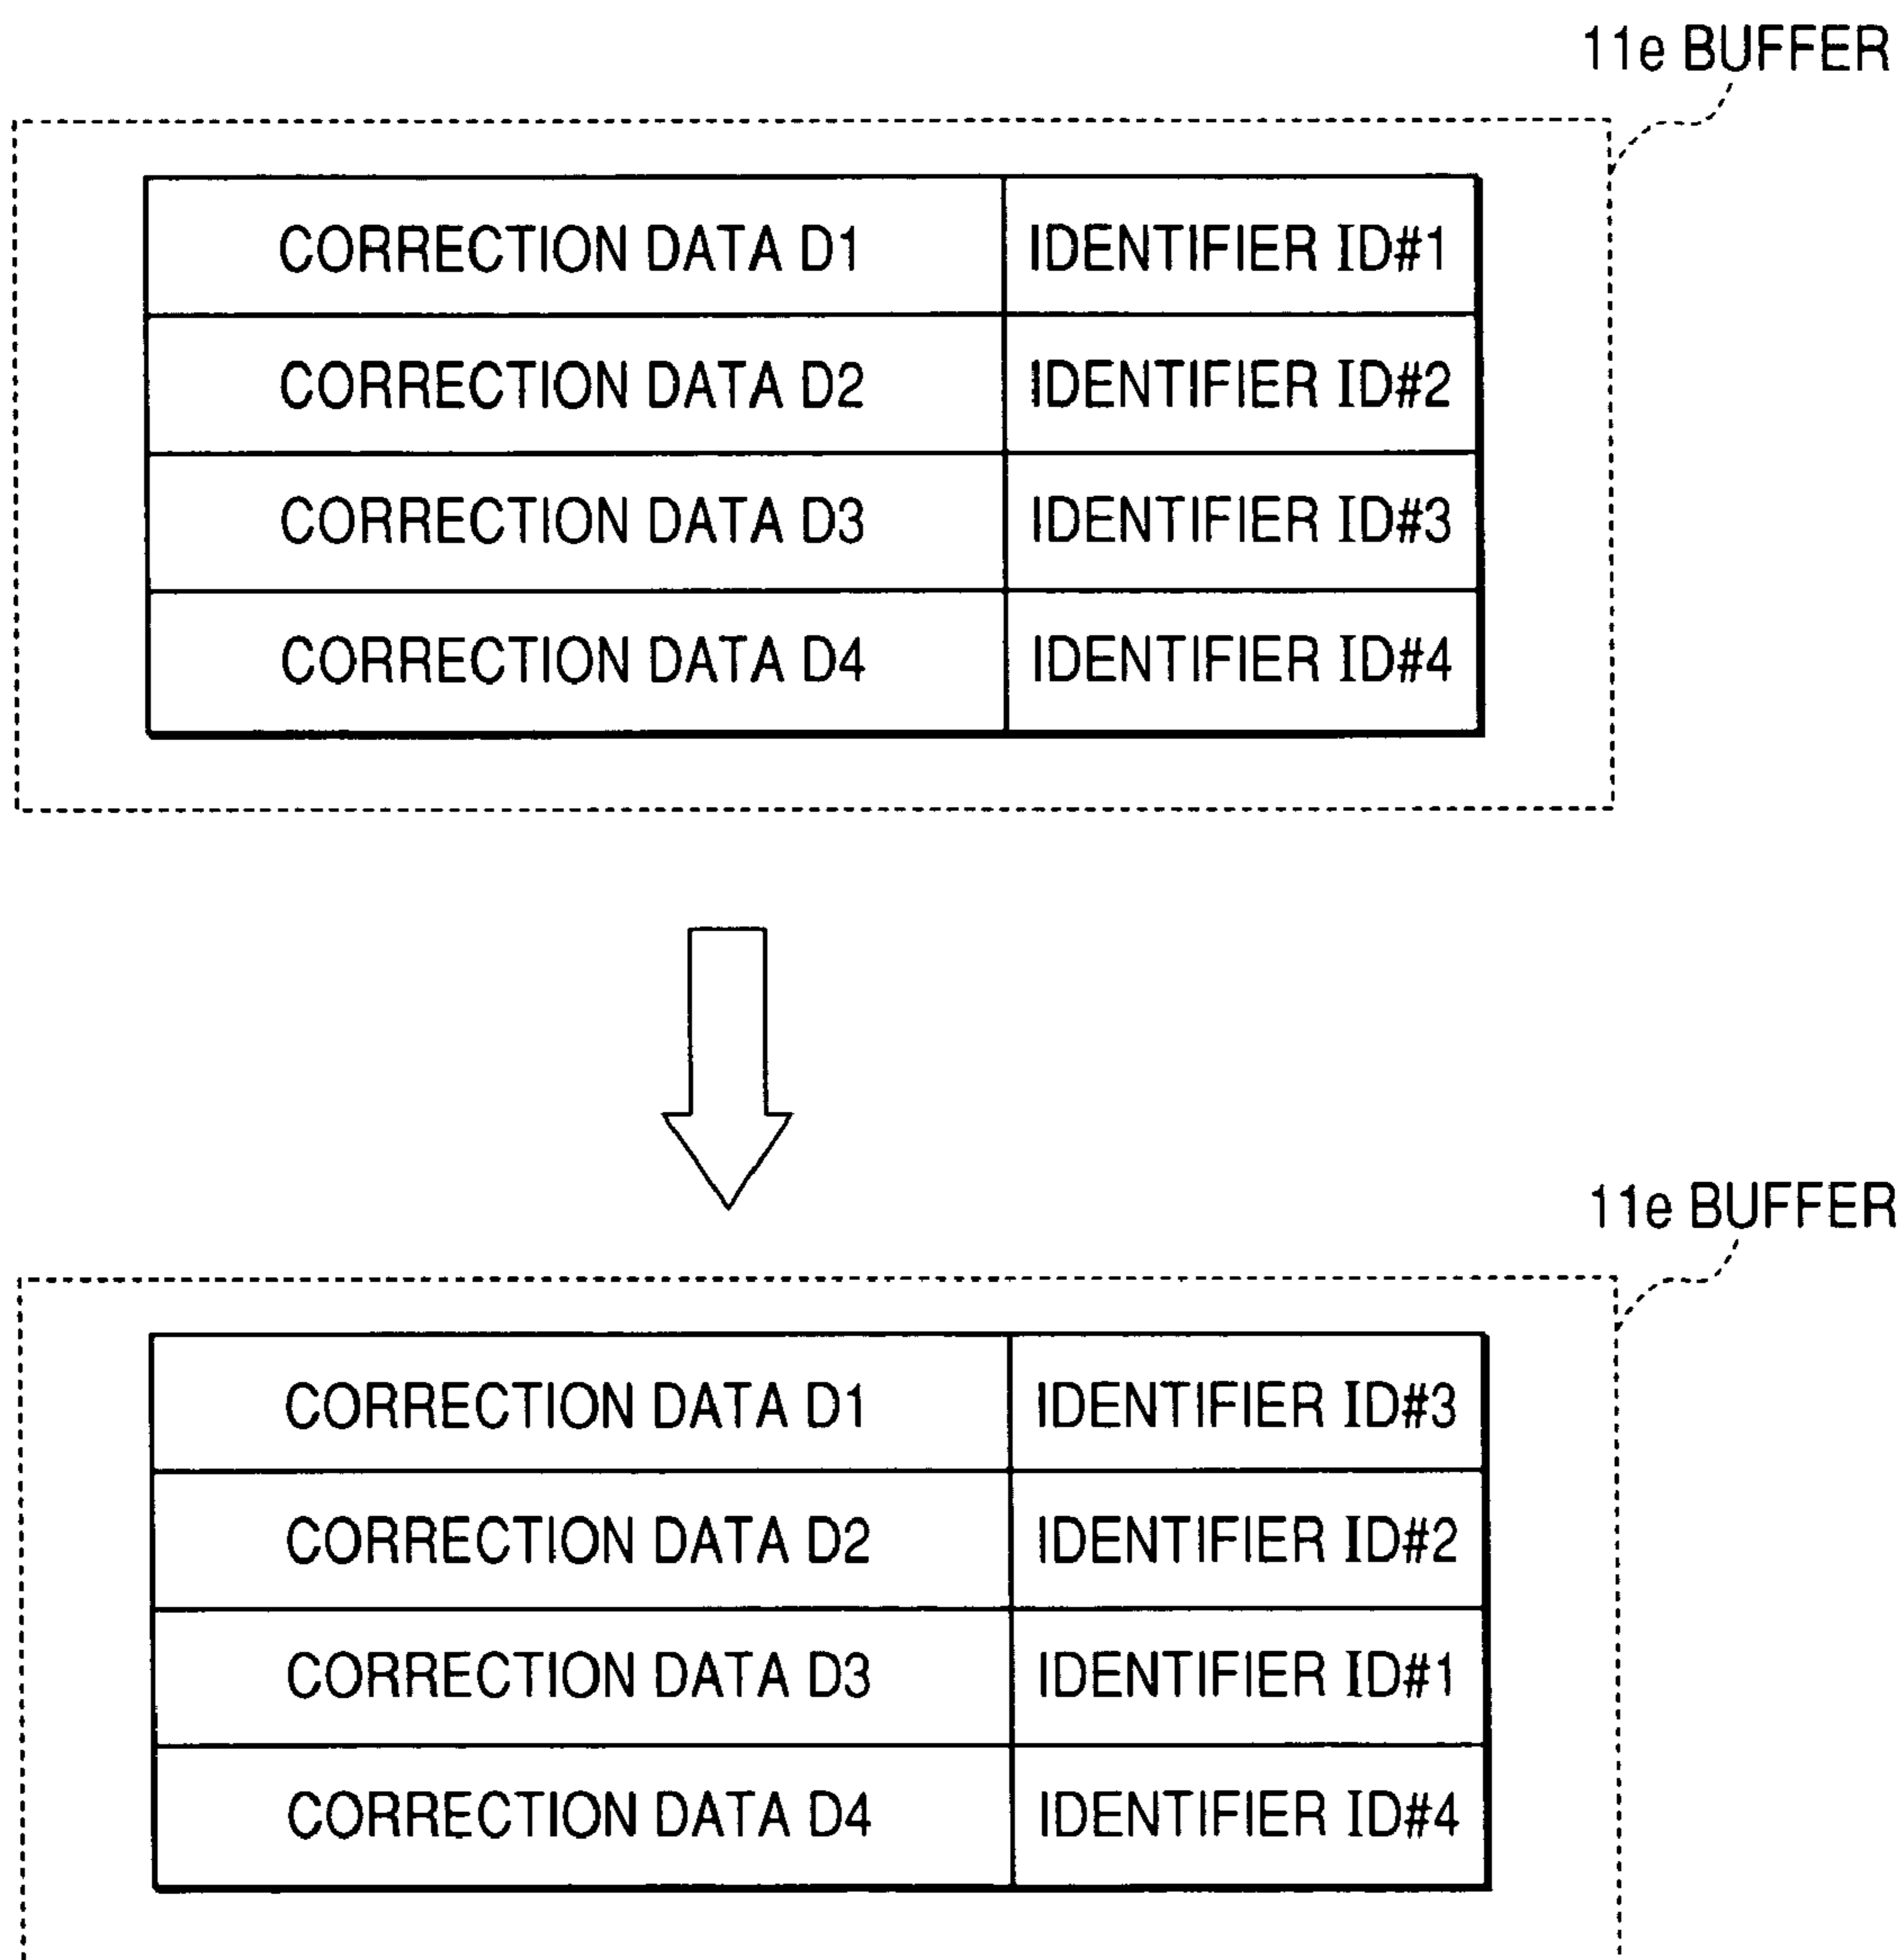 11e BUFFER
CORRECTION DATA D1 IDENTIFIER ID#1
CORRECTION DATA D2 IDENTIFIER ID#2
CORRECTION DATA D3 IDENTIFIER ID#3
CORRECTION DATA D4 IDENTIFIER ID#4
11e BUFFER
CORRECTION DATA D1 IDENTIFIER ID#3
CORRECTION DATA D2 IDENTIFIER ID#2
CORRECTION DATA D3 IDENTIFIER ID#1
CORRECTION DATA D4 IDENTIFIER ID#4